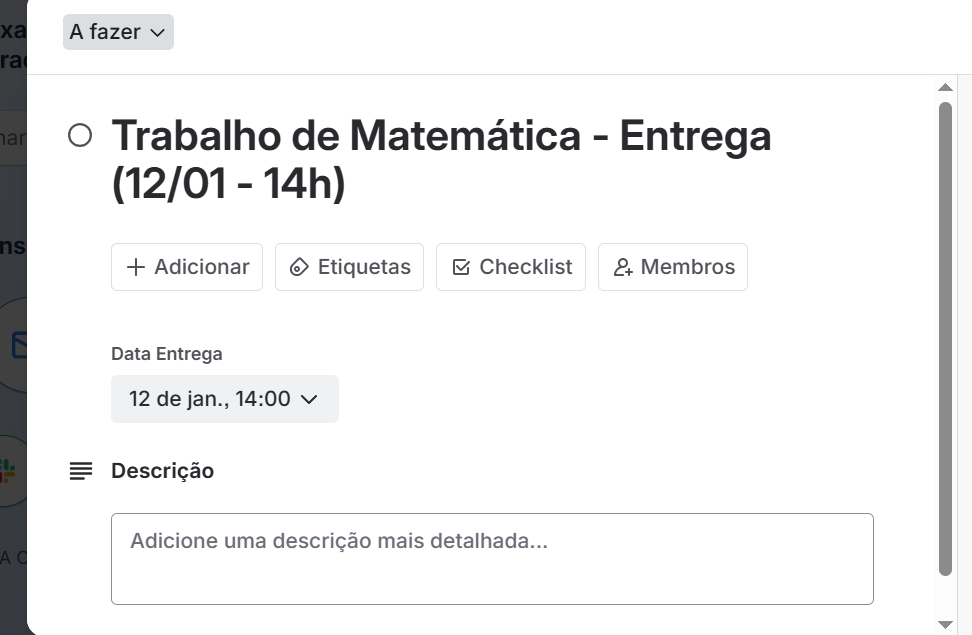 A fazer
Trabalho de Matemática - Entrega
(12/01 - 14h)
Adicionar Etiquetas Checklist Membros
Data Entrega
12 de jan., 14:00
Descrição
Adicione uma descrição mais detalhada...